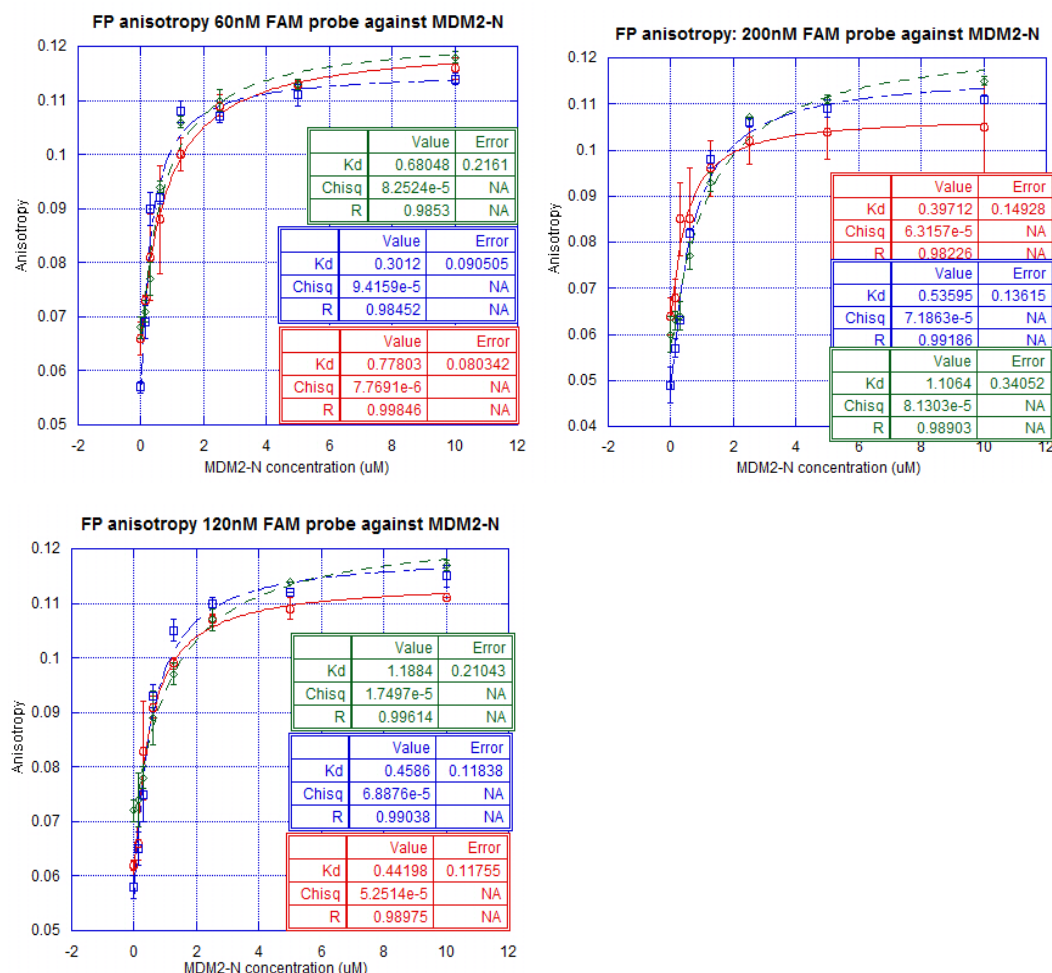 FP anisotropy 60nM FAM probe against MDM2-N
0.12
0.11
0.1
0.09
0.08
0.07
0.06
0.05
Anisotropy
Value Error
Kd 0.68048 0.2161
Chisq 8.2524e-5 NA
R 0.9853 NA
Value Error
Kd 0.3012 0.090505
Chisq 9.4159e-5 NA
R 0.98452 NA
Value Error
Kd 0.77803 0.080342
Chisq 7.7691e-6 NA
R 0.99846 NA
-2 0 2 4 6 8 10 12
MDM2-N concentration (uM)
FP anisotropy: 200nM FAM probe against MDM2-N
0.12
0.11
0.1
0.09
0.08
0.07
0.06
0.05
0.04
Anisotropy
Value Error
Kd 0.39712 0.14928
Chisq 6.3157e-5 NA
R 0.98226 NA
Value Error
Kd 0.53595 0.13615
Chisq 7.1863e-5 NA
R 0.99186 NA
Value Error
Kd 1.1064 0.34052
Chisq 8.1303e-5 NA
R 0.98903 NA
-2 0 2 4 6 8 10 12
MDM2-N concentration (uM)
FP anisotropy 120nM FAM probe against MDM2-N
0.12
0.11
0.1
0.09
0.08
0.07
0.06
0.05
Anisotropy
Value Error
Kd 1.1884 0.21043
Chisq 1.7497e-5 NA
R 0.99614 NA
Value Error
Kd 0.4586 0.11838
Chisq 6.8876e-5 NA
R 0.99038 NA
Value Error
Kd 0.44198 0.11755
Chisq 5.2514e-5 NA
R 0.98975 NA
-2 0 2 4 6 8 10 12
MDM2-N concentration (uM)